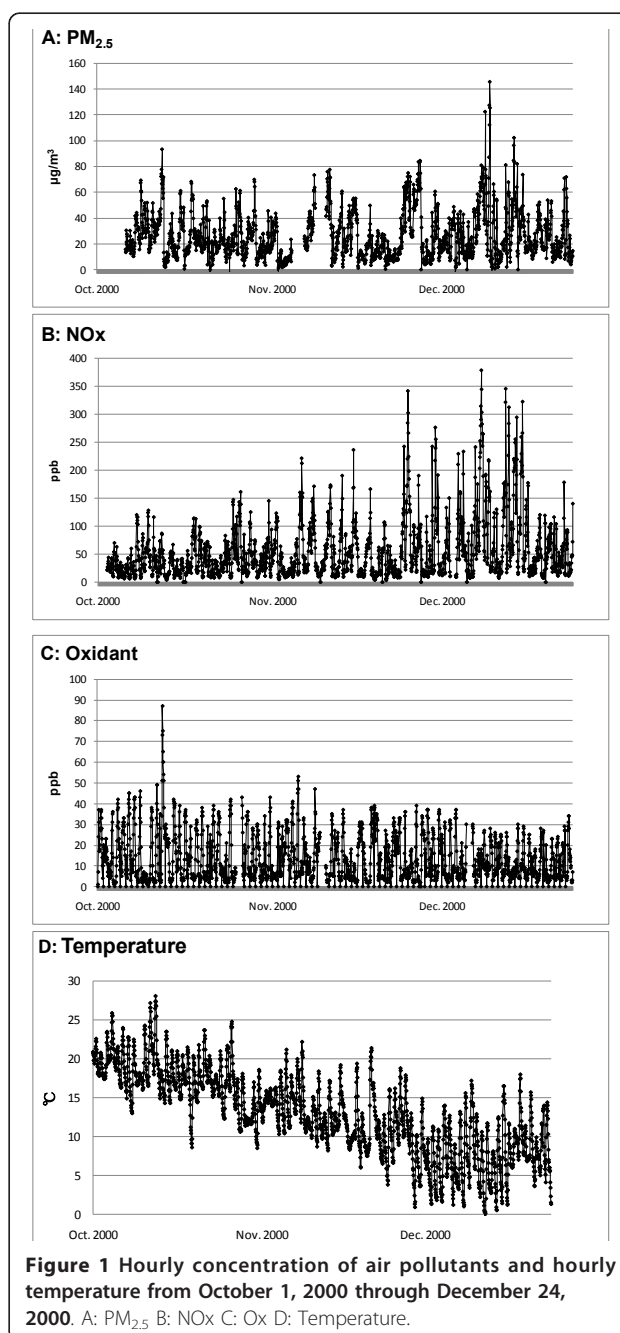 A: PM2.5
160
140
120
100
80
60
40
20
0
µg/m³
Oct. 2000 Nov. 2000 Dec. 2000
B: NOx
400
350
300
250
200
150
100
50
0
ppb
Oct. 2000 Nov. 2000 Dec. 2000
C: Oxidant
100
90
80
70
60
50
40
30
20
10
0
ppb
Oct. 2000 Nov. 2000 Dec. 2000
D: Temperature
30
25
20
15
10
5
0
℃
Oct. 2000 Nov. 2000 Dec. 2000
Figure 1 Hourly concentration of air pollutants and hourly
temperature from October 1, 2000 through December 24,
2000. A: PM2.5 B: NOx C: Ox D: Temperature.